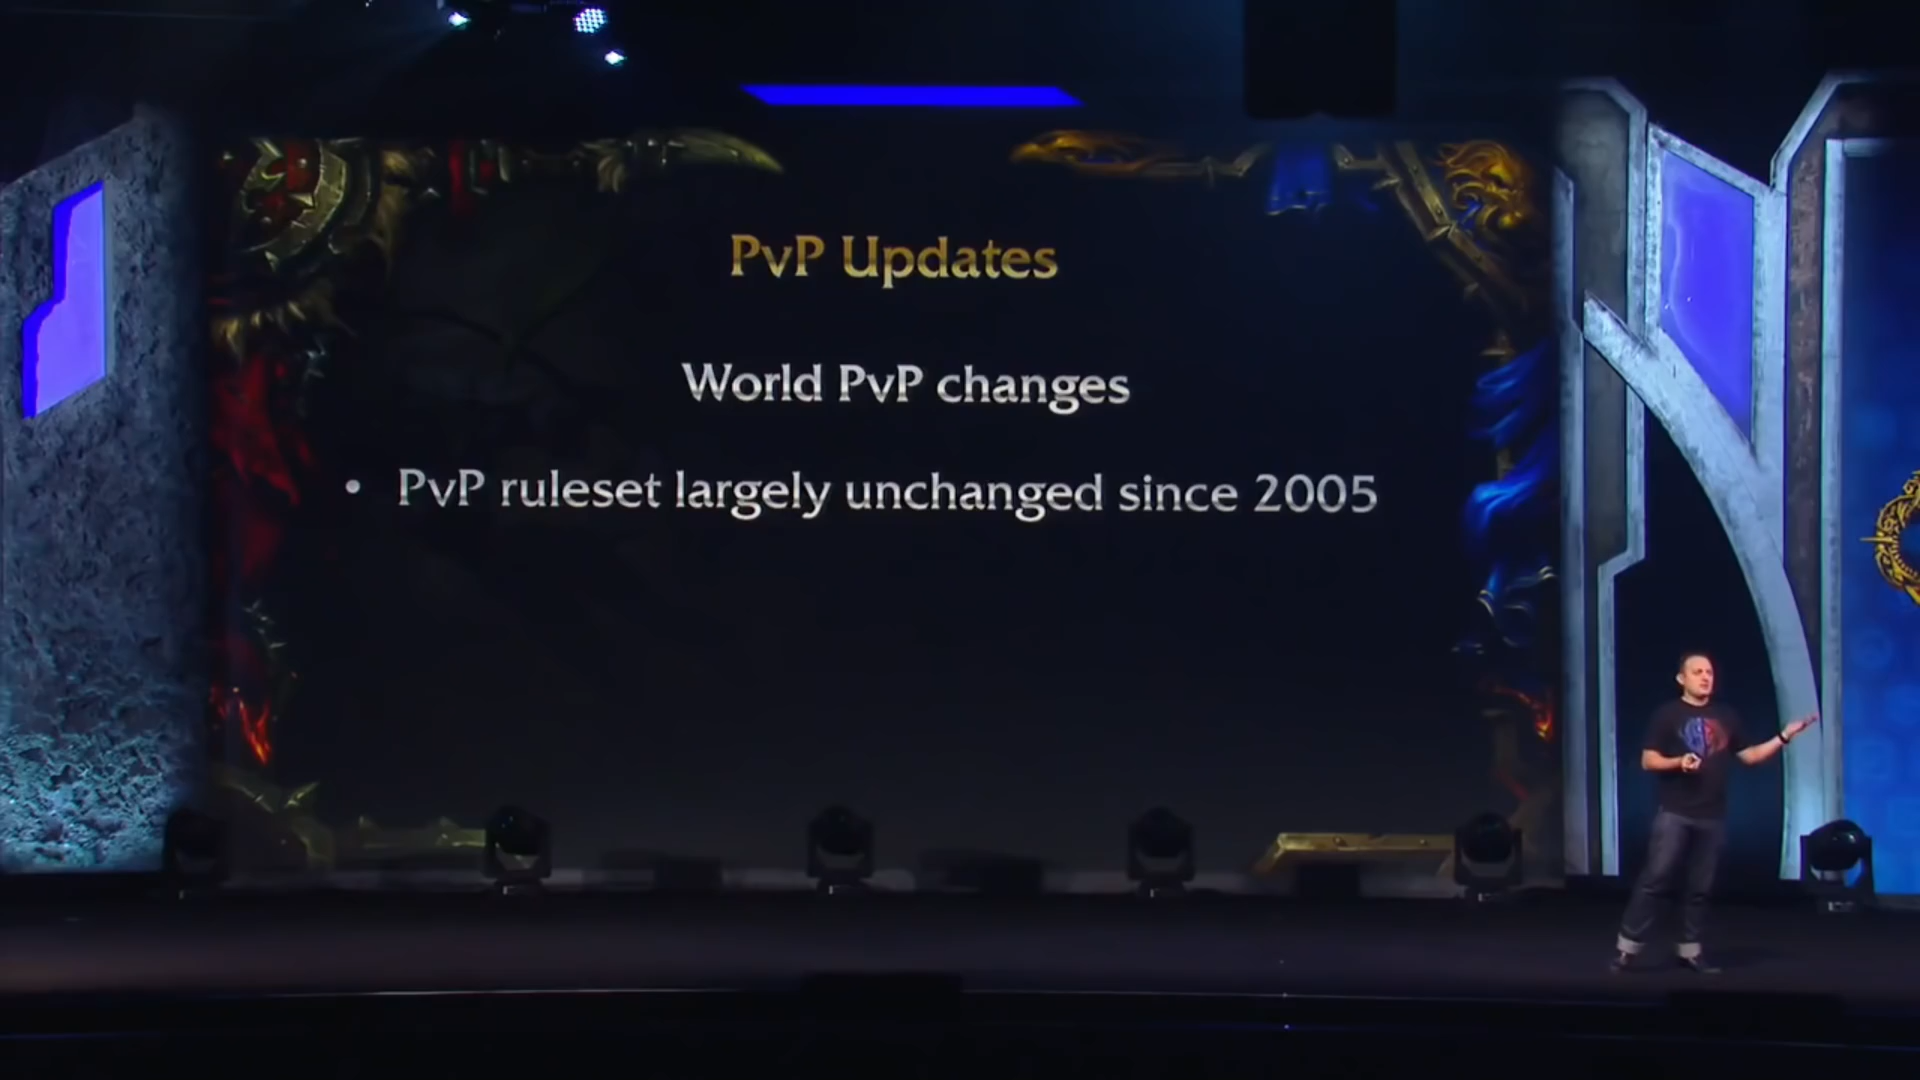 PvP Updates
World PvP changes
• PvP ruleset largely unchanged since 2005